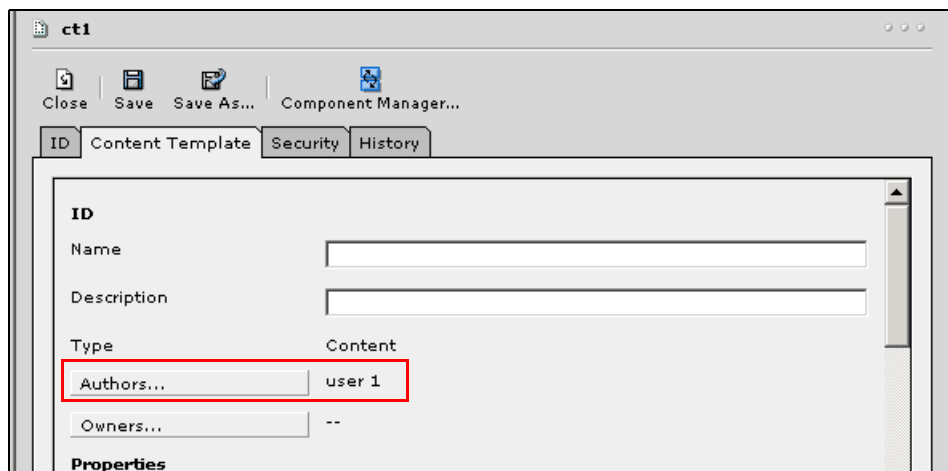 ct1
Close Save Save As... Component Manager...
ID Content Template Security History
ID
Name
Description
Type Content
Authors... user 1
Owners... --
Properties